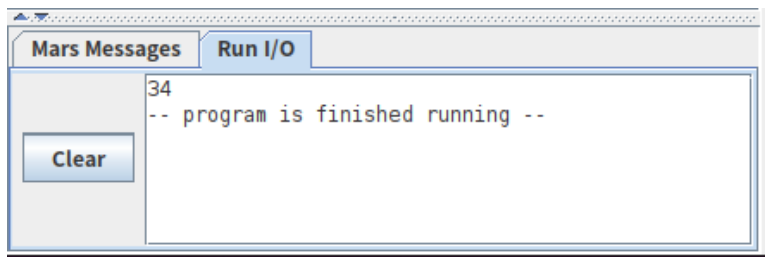 Mars Messages Run I/O
34
-- program is finished running --
Clear